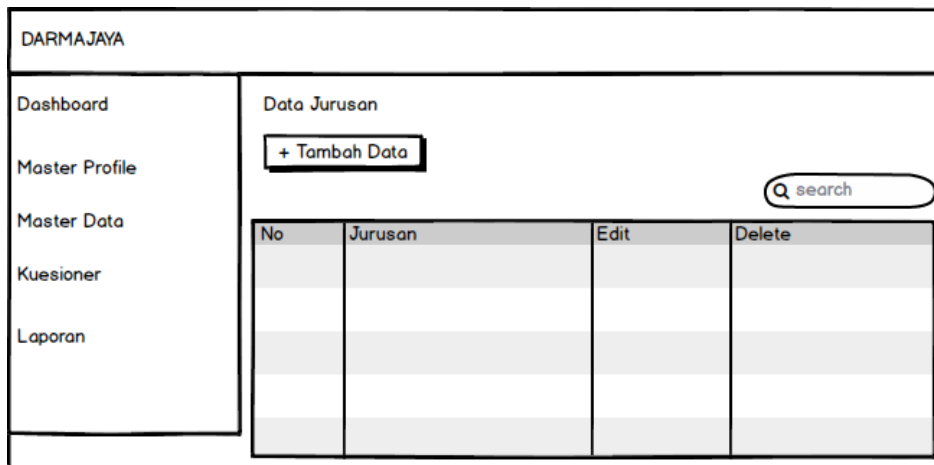 DARMAJAYA
Dashboard
Master Profile
Master Data
Kuesioner
Laporan
Data Jurusan
+ Tambah Data
search
No Jurusan Edit Delete